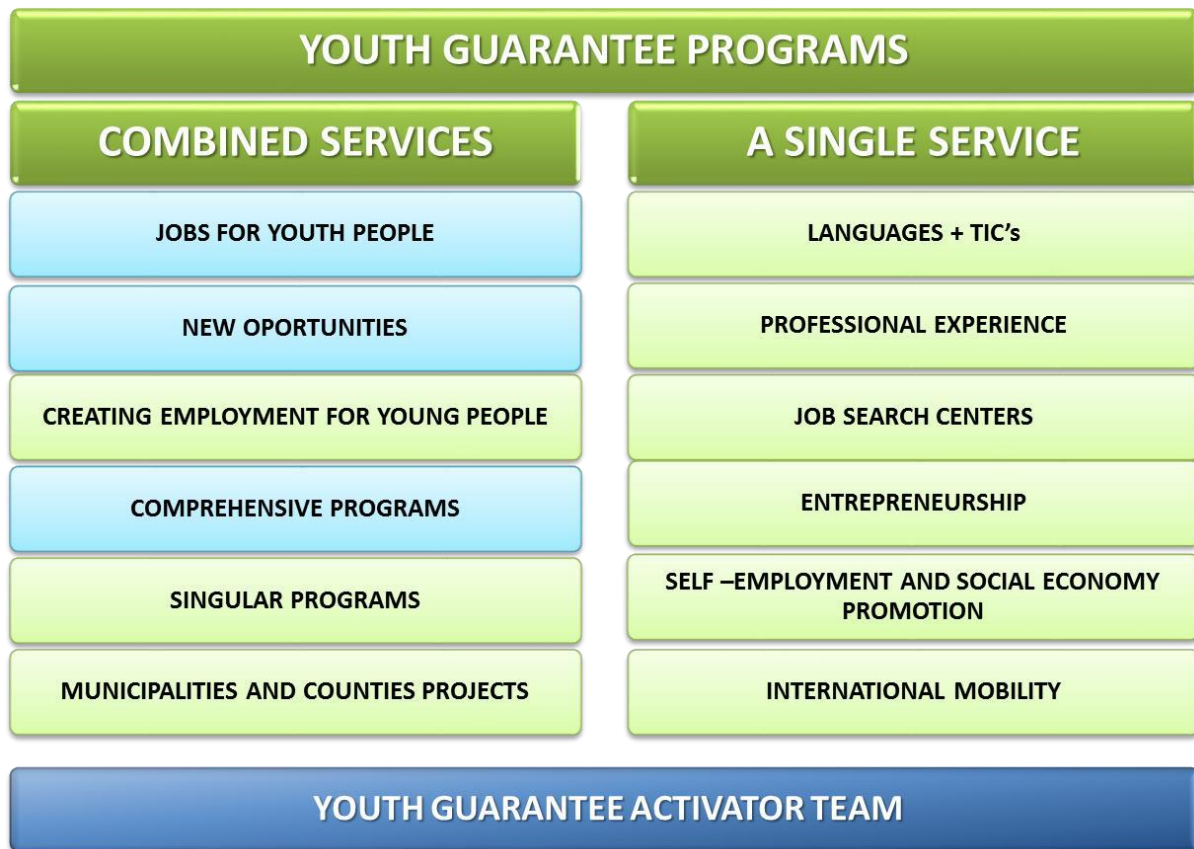 YOUTH GUARANTEE PROGRAMS
COMBINED SERVICES
JOBS FOR YOUTH PEOPLE
NEW OPORTUNITIES
CREATING EMPLOYMENT FOR YOUNG PEOPLE
COMPREHENSIVE PROGRAMS
SINGULAR PROGRAMS
MUNICIPALITIES AND COUNTIES PROJECTS
A SINGLE SERVICE
LANGUAGES + TIC's
PROFESSIONAL EXPERIENCE
JOB SEARCH CENTERS
ENTREPRENEURSHIP
SELF –EMPLOYMENT AND SOCIAL ECONOMY
PROMOTION
INTERNATIONAL MOBILITY
YOUTH GUARANTEE ACTIVATOR TEAM